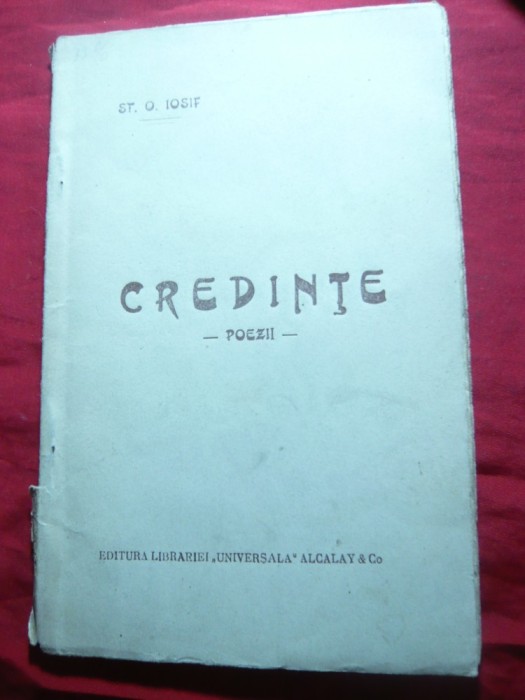 ST. O. IOSIF
CREDINȚE
— POEZII —
EDITURA LIBRARIEI „UNIVERSALA" ALCALAY & Co